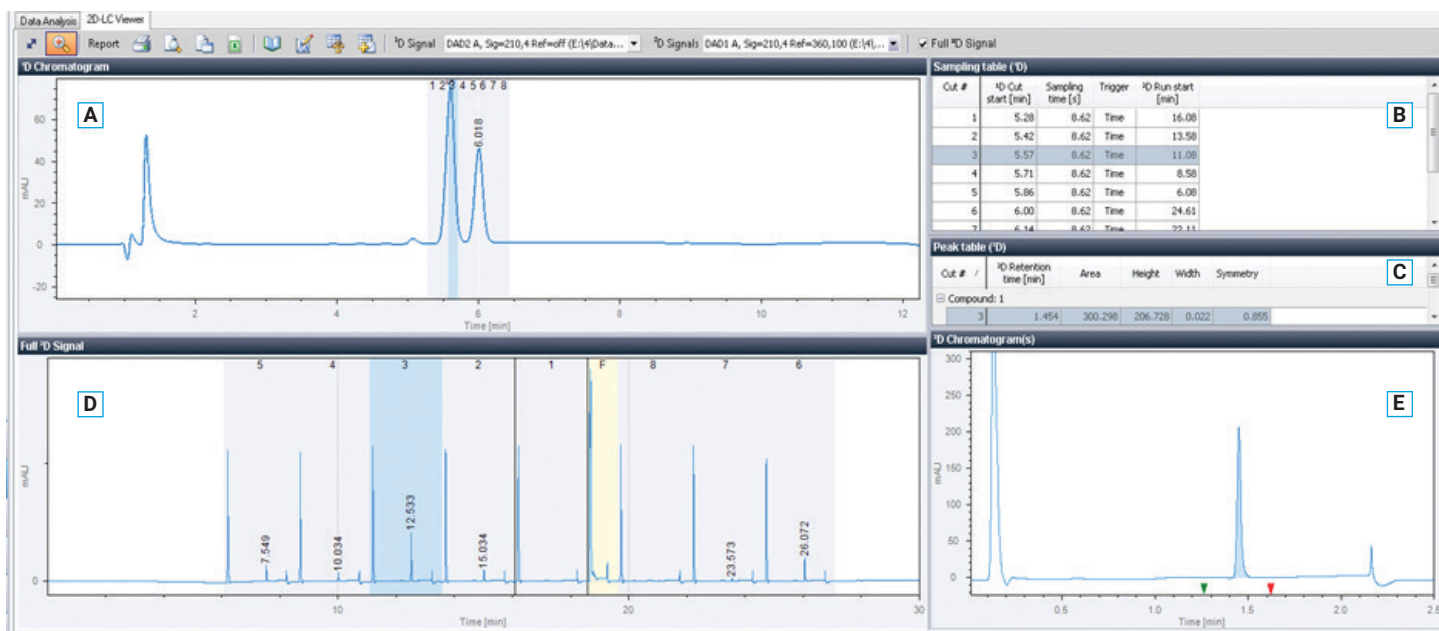 Data Analysis 2D-LC Viewer
Report ¹D Signal DAD2 A, Sig=210,4 Ref=off (E:\4\Data... ²D Signals DAD1 A, Sig=210,4 Ref=360,100 (E:\4\,... Full ²D Signal
¹D Chromatogram
A
1 2 3 4 5 6 7 8
6.018
60
40
20
0
-20
mAU
2 4 6 8 10 12
Time [min]
Sampling table (¹D)
B
Cut # ¹D Cut start [min] Sampling time [s] Trigger ²D Run start [min]
1 5.28 8.62 Time 16.08
2 5.42 8.62 Time 13.58
3 5.57 8.62 Time 11.08
4 5.71 8.62 Time 8.58
5 5.86 8.62 Time 6.08
6 6.00 8.62 Time 24.61
7 6.14 8.62 Time 22.11
Peak table (²D)
C
Cut # / ²D Retention time [min] Area Height Width Symmetry
Compound: 1
3 1.454 300.298 206.728 0.022 0.855
Full ²D Signal
D
5 4 3 2 1 F 8 7 6
7.549
10.034
12.533
15.034
23.573
26.072
0
mAU
10 20 30
Time [min]
²D Chromatogram(s)
E
300
250
200
150
100
50
0
mAU
0.5 1.0 1.5 2.0 2.5
Time [min]